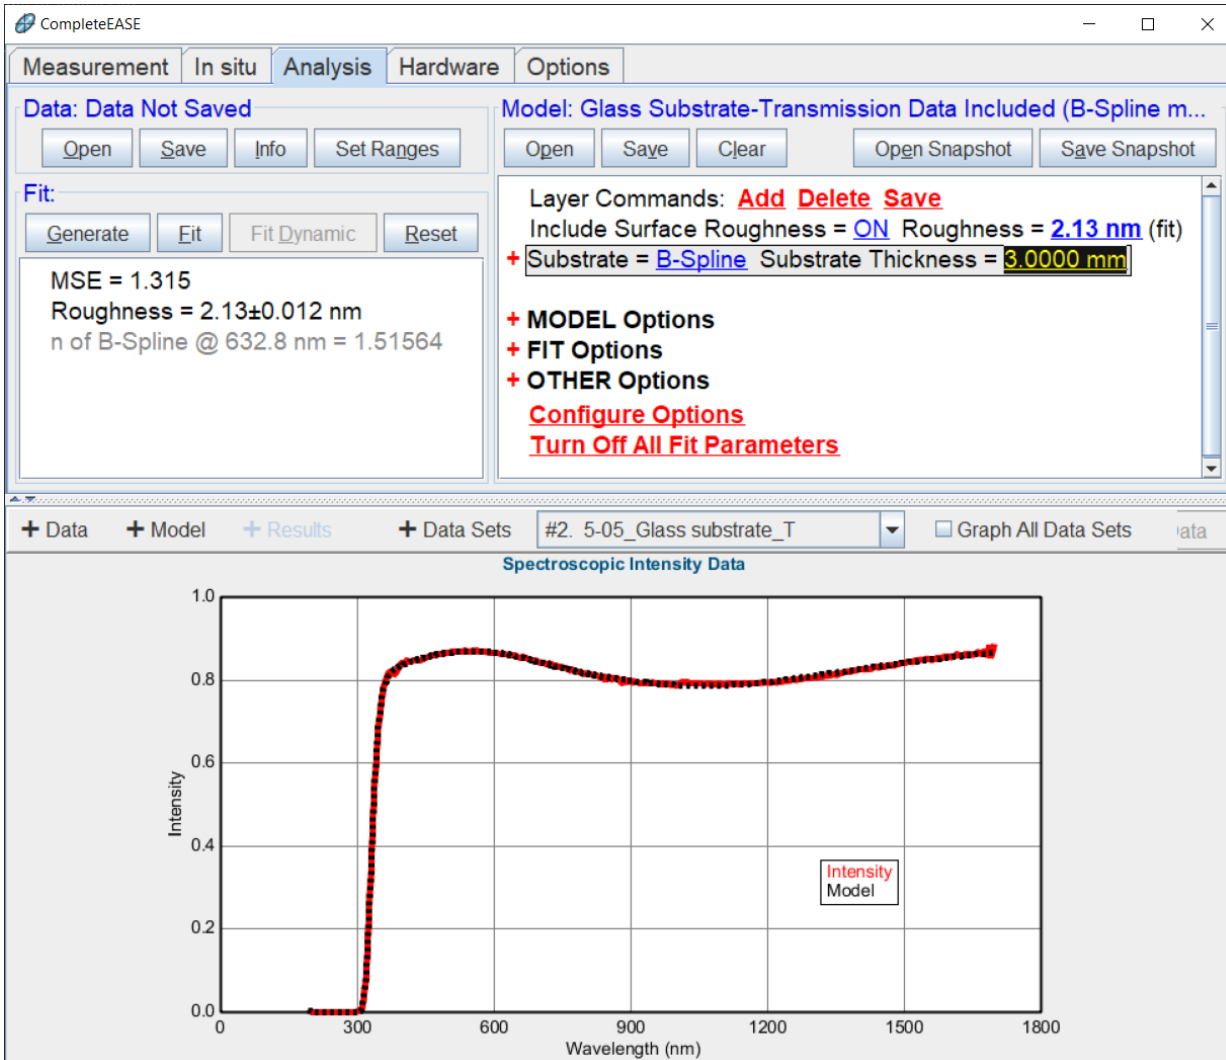 CompleteEASE
Measurement In situ Analysis Hardware Options
Data: Data Not Saved
Open Save Info Set Ranges
Fit:
Generate Fit Fit Dynamic Reset
MSE = 1.315
Roughness = 2.13±0.012 nm
n of B-Spline @ 632.8 nm = 1.51564
Model: Glass Substrate-Transmission Data Included (B-Spline m...
Open Save Clear Open Snapshot Save Snapshot
Layer Commands: Add Delete Save
Include Surface Roughness = ON Roughness = 2.13 nm (fit)
+ Substrate = B-Spline Substrate Thickness = 3.0000 mm
+ MODEL Options
+ FIT Options
+ OTHER Options
Configure Options
Turn Off All Fit Parameters
+ Data + Model + Results + Data Sets #2. 5-05_Glass substrate_T Graph All Data Sets ata
Spectroscopic Intensity Data
1.0
0.8
0.6
0.4
0.2
0.0
Intensity
Intensity
Model
0 300 600 900 1200 1500 1800
Wavelength (nm)